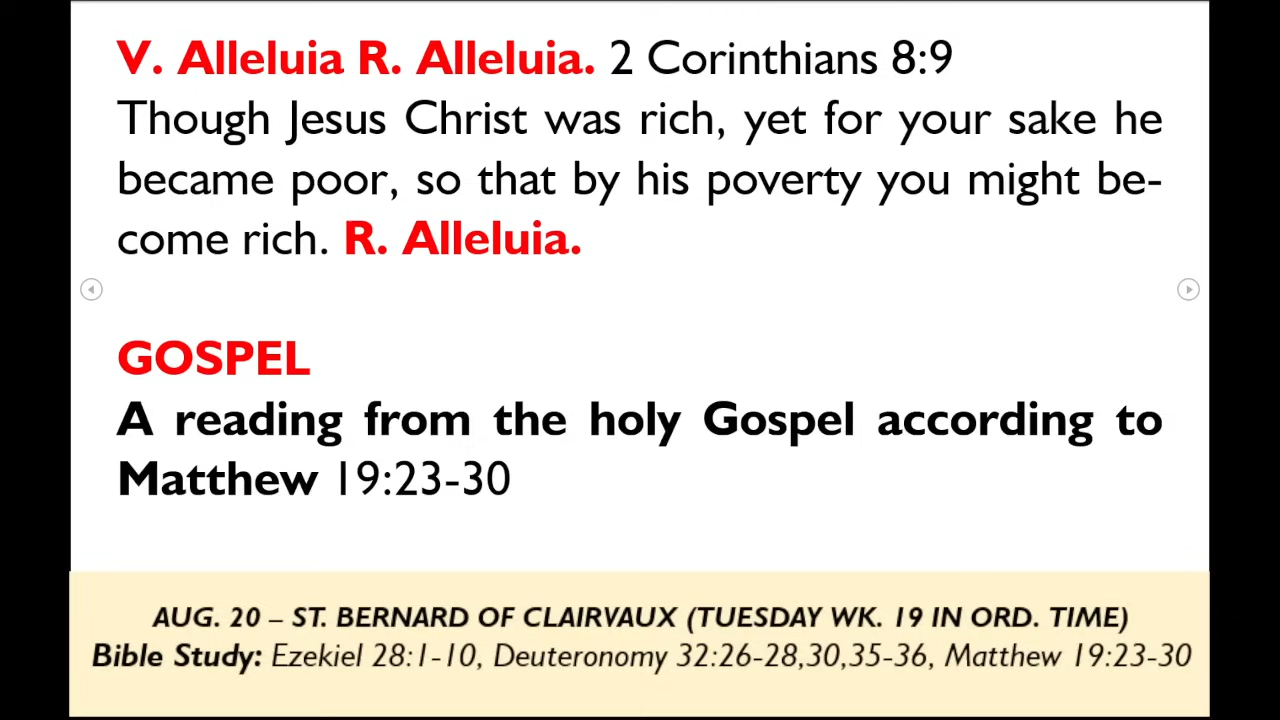 V. Alleluia R. Alleluia. 2 Corinthians 8:9
Though Jesus Christ was rich, yet for your sake he
became poor, so that by his poverty you might be-
come rich. R. Alleluia.
GOSPEL
A reading from the holy Gospel according to
Matthew 19:23-30
AUG. 20 – ST. BERNARD OF CLAIRVAUX (TUESDAY WK. 19 IN ORD. TIME)
Bible Study: Ezekiel 28:1-10, Deuteronomy 32:26-28,30,35-36, Matthew 19:23-30